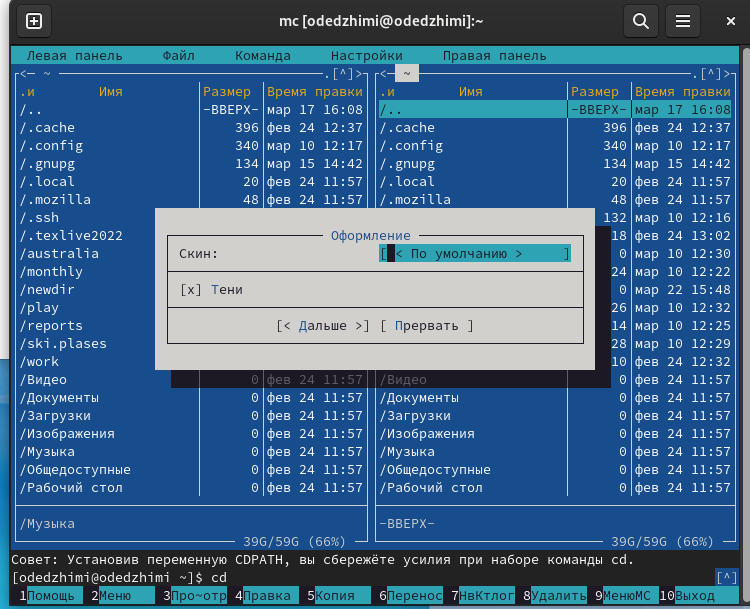 mc [odedzhimi@odedzhimi]:~
Левая панель Файл Команда Настройки Правая панель
<─ ~ .[^]> <─ ~ .[^]>
.и Имя Размер Время правки .и Имя Размер Время правки
/.. -ВВЕРХ- мар 17 16:08 /.. -ВВЕРХ- мар 17 16:08
/.cache 396 фев 24 12:37 /.cache 396 фев 24 12:37
/.config 340 мар 10 12:17 /.config 340 мар 10 12:17
/.gnupg 134 мар 15 14:42 /.gnupg 134 мар 15 14:42
/.local 20 фев 24 11:57 /.local 20 фев 24 11:57
/.mozilla 48 фев 24 11:57 /.mozilla 48 фев 24 11:57
/.ssh 132 мар 10 12:16
/.texlive2022 Оформление 18 фев 24 13:02
/australia Скин: [ < По умолчанию > ] 0 мар 10 12:30
/monthly 24 мар 10 12:22
/newdir [x] Тени 0 мар 22 15:48
/play 26 мар 10 12:32
/reports [< Дальше >] [ Прервать ] 14 мар 10 12:25
/ski.plases 28 мар 10 12:29
/work 10 фев 24 12:32
/Видео 0 фев 24 11:57 /Видео 0 фев 24 11:57
/Документы 0 фев 24 11:57 /Документы 0 фев 24 11:57
/Загрузки 0 фев 24 11:57 /Загрузки 0 фев 24 11:57
/Изображения 0 фев 24 11:57 /Изображения 0 фев 24 11:57
/Музыка 0 фев 24 11:57 /Музыка 0 фев 24 11:57
/Общедоступные 0 фев 24 11:57 /Общедоступные 0 фев 24 11:57
/Рабочий стол 0 фев 24 11:57 /Рабочий стол 0 фев 24 11:57
/Музыка -ВВЕРХ-
39G/59G (66%) 39G/59G (66%)
Совет: Установив переменную CDPATH, вы сбережёте усилия при наборе команды cd.
[odedzhimi@odedzhimi ~]$ cd [^]
1Помощь 2Меню 3Про~отр 4Правка 5Копия 6Перенос 7НвКтлог 8Удалить 9МенюМС 10Выход